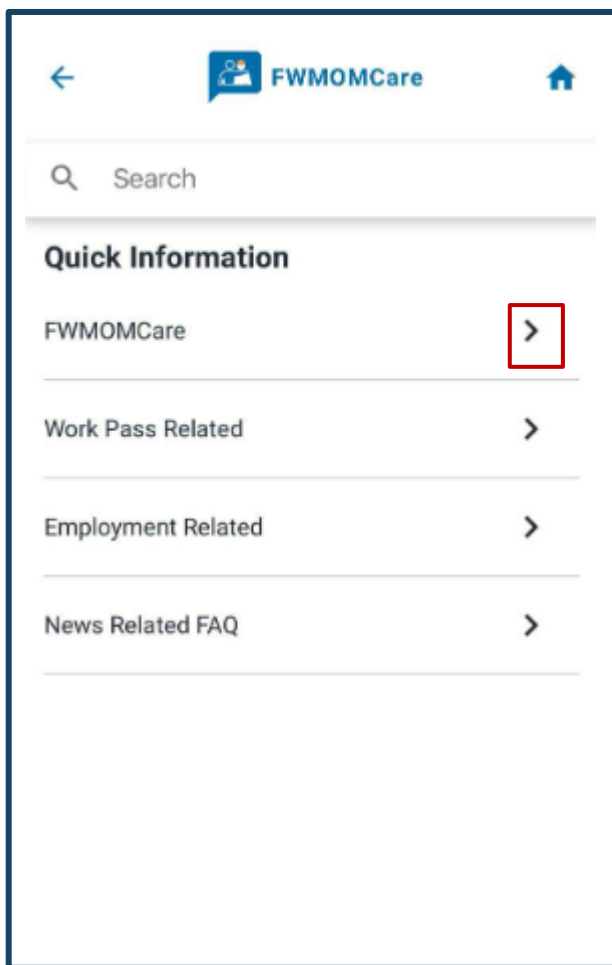 FWMOMCare
Search
Quick Information
FWMOMCare
Work Pass Related
Employment Related
News Related FAQ